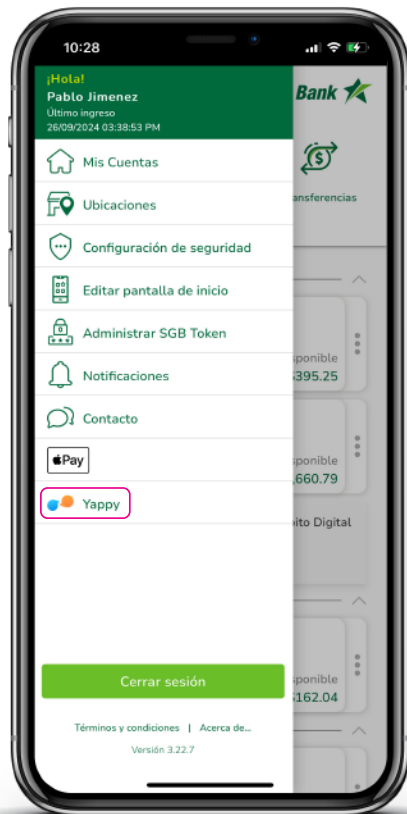 10:28
¡Hola!
Pablo Jimenez
Último ingreso
26/09/2024 03:38:53 PM
Bank
Mis Cuentas
ansferencias
Ubicaciones
Configuración de seguridad
Editar pantalla de inicio
Administrar SGB Token
sponible
$395.25
Notificaciones
Contacto
Pay
sponible
,660.79
Yappy
ito Digital
Cerrar sesión
sponible
$162.04
Términos y condiciones | Acerca de...
Versión 3.22.7